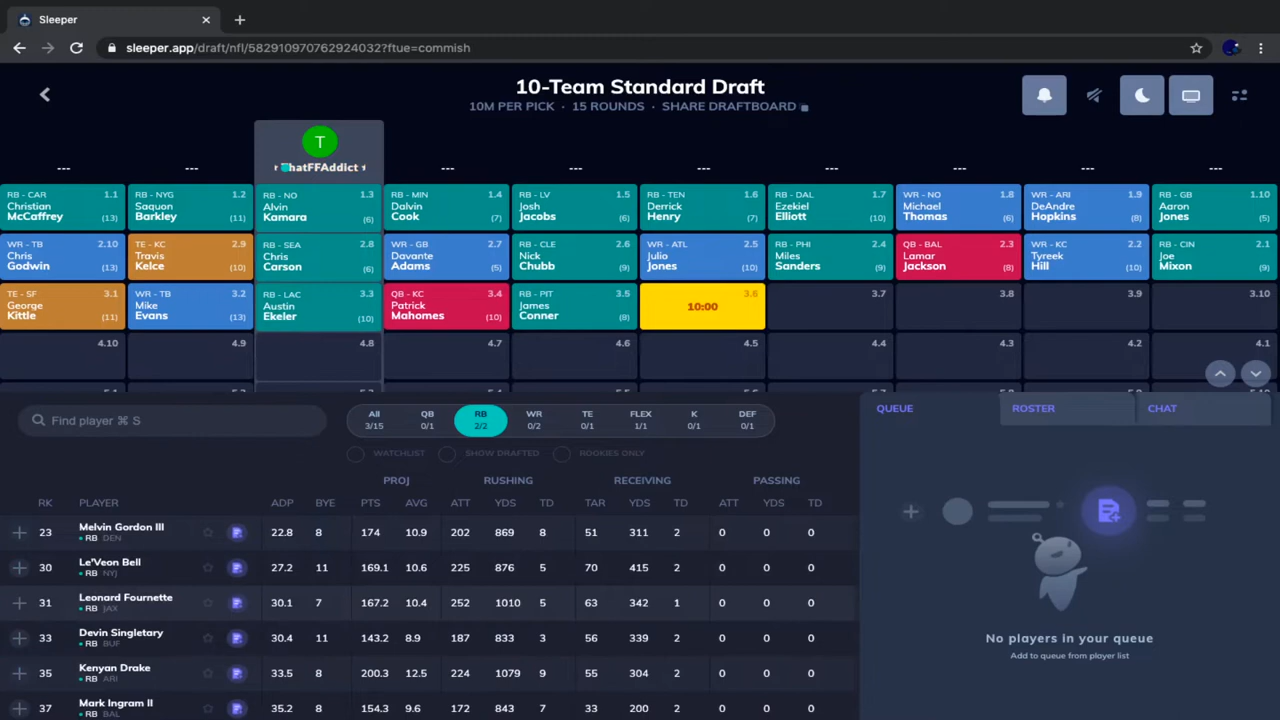 Sleeper
sleeper.app/draft/nfl/582910970762924032?ftue=commish
10-Team Standard Draft
10M PER PICK · 15 ROUNDS · SHARE DRAFTBOARD
T
--- --- ThatFFAddict --- --- --- --- --- --- ---
RB - CAR 1.1 RB - NYG 1.2 RB - NO 1.3 RB - MIN 1.4 RB - LV 1.5 RB - TEN 1.6 RB - DAL 1.7 WR - NO 1.8 WR - ARI 1.9 RB - GB 1.10
Christian Saquon Alvin Dalvin Josh Derrick Ezekiel Michael DeAndre Aaron
McCaffrey (13) Barkley (11) Kamara (6) Cook (7) Jacobs (6) Henry (7) Elliott (10) Thomas (6) Hopkins (8) Jones (5)
WR - TB 2.10 TE - KC 2.9 RB - SEA 2.8 WR - GB 2.7 RB - CLE 2.6 WR - ATL 2.5 RB - PHI 2.4 QB - BAL 2.3 WR - KC 2.2 RB - CIN 2.1
Chris Travis Chris Davante Nick Julio Miles Lamar Tyreek Joe
Godwin (13) Kelce (10) Carson (6) Adams (5) Chubb (9) Jones (10) Sanders (9) Jackson (8) Hill (10) Mixon (9)
TE - SF 3.1 WR - TB 3.2 RB - LAC 3.3 QB - KC 3.4 RB - PIT 3.5 3.6 3.7 3.8 3.9 3.10
George Mike Austin Patrick James 10:00
Kittle (11) Evans (13) Ekeler (10) Mahomes (10) Conner (8)
4.10 4.9 4.8 4.7 4.6 4.5 4.4 4.3 4.2 4.1
Find player ⌘ S
All QB RB WR TE FLEX K DEF
3/15 0/1 2/2 0/2 0/1 1/1 0/1 0/1
WATCHLIST SHOW DRAFTED ROOKIES ONLY
PROJ RUSHING RECEIVING PASSING
RK PLAYER ADP BYE PTS AVG ATT YDS TD TAR YDS TD ATT YDS TD
23 Melvin Gordon III 22.8 8 174 10.9 202 869 8 51 311 2 0 0 0
RB DEN
30 Le'Veon Bell 27.2 11 169.1 10.6 225 876 5 70 415 2 0 0 0
RB NYJ
31 Leonard Fournette 30.1 7 167.2 10.4 252 1010 5 63 342 1 0 0 0
RB JAX
33 Devin Singletary 30.4 11 143.2 8.9 187 833 3 56 339 2 0 0 0
RB BUF
35 Kenyan Drake 33.5 8 200.3 12.5 224 1079 9 55 304 2 0 0 0
RB ARI
37 Mark Ingram II 35.2 8 154.3 9.6 172 843 7 33 200 2 0 0 0
RB BAL
QUEUE ROSTER CHAT
No players in your queue
Add to queue from player list